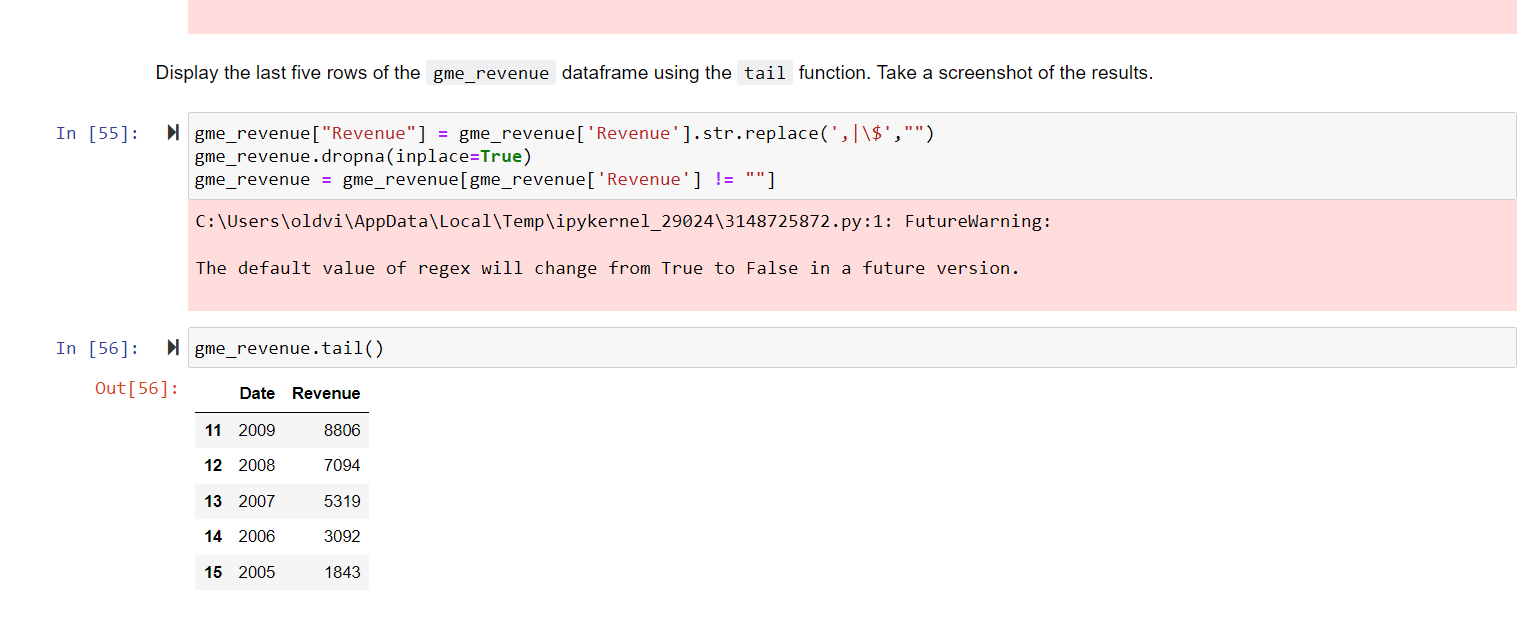 Display the last five rows of the gme_revenue dataframe using the tail function. Take a screenshot of the results.
In [55]:
gme_revenue["Revenue"] = gme_revenue['Revenue'].str.replace(',|\$',"")
gme_revenue.dropna(inplace=True)
gme_revenue = gme_revenue[gme_revenue['Revenue'] != ""]
C:\Users\oldvi\AppData\Local\Temp\ipykernel_29024\3148725872.py:1: FutureWarning:
The default value of regex will change from True to False in a future version.
In [56]: gme_revenue.tail()
Out[56]:
Date Revenue
11 2009 8806
12 2008 7094
13 2007 5319
14 2006 3092
15 2005 1843